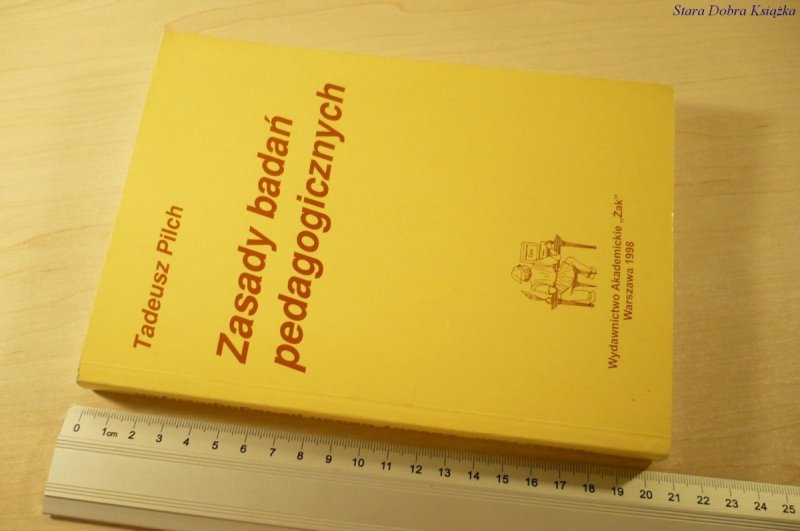 Stara Dobra Książka
Tadeusz Pilch
Zasady badań
pedagogicznych
Wydawnictwo Akademickie „Żak”
Warszawa 1998
0 1cm 2 3 4 5 6 7 8 9 10 11 12 13 14 15 16 17 18 19 20 21 22 23 24 25